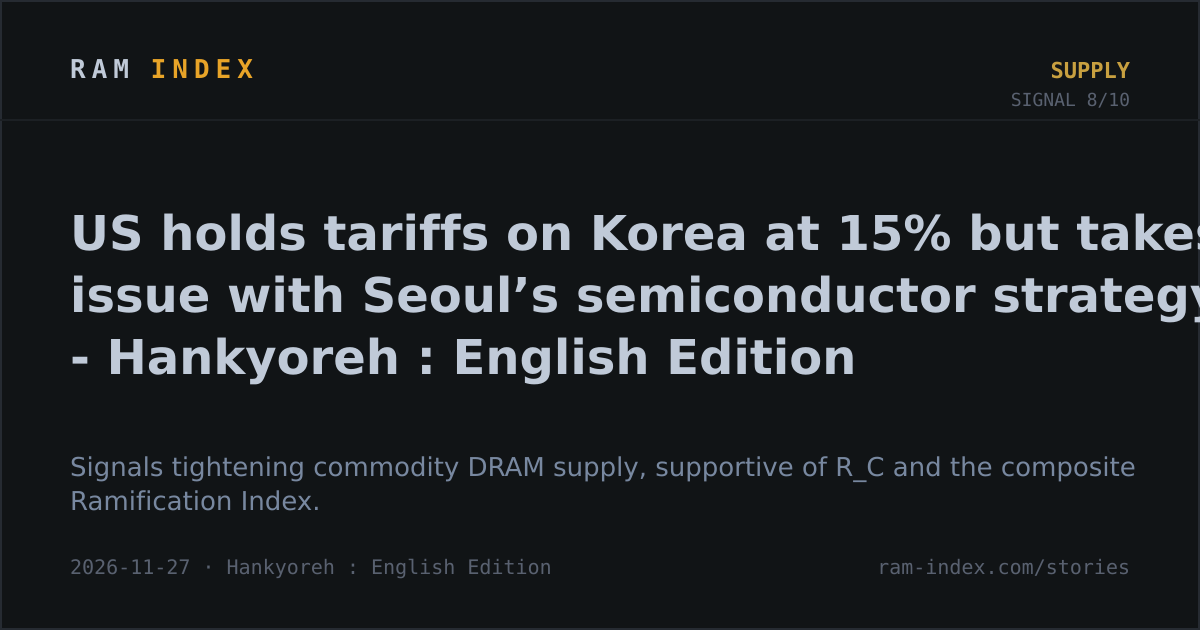 RAM INDEX
SUPPLY
SIGNAL 8/10
US holds tariffs on Korea at 15% but takes
issue with Seoul’s semiconductor strategy
- Hankyoreh : English Edition
Signals tightening commodity DRAM supply, supportive of R_C and the composite
Ramification Index.
2026-11-27 · Hankyoreh : English Edition
ram-index.com/stories